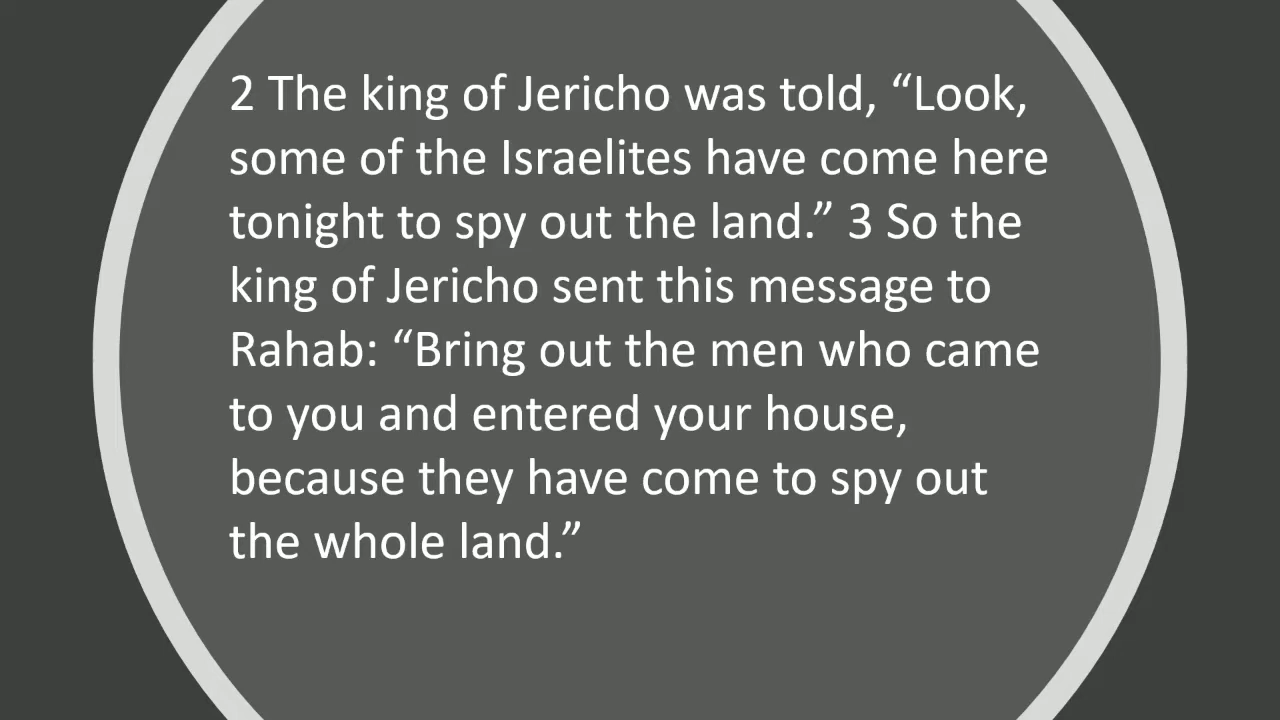 2 The king of Jericho was told, “Look,
some of the Israelites have come here
tonight to spy out the land.” 3 So the
king of Jericho sent this message to
Rahab: “Bring out the men who came
to you and entered your house,
because they have come to spy out
the whole land.”